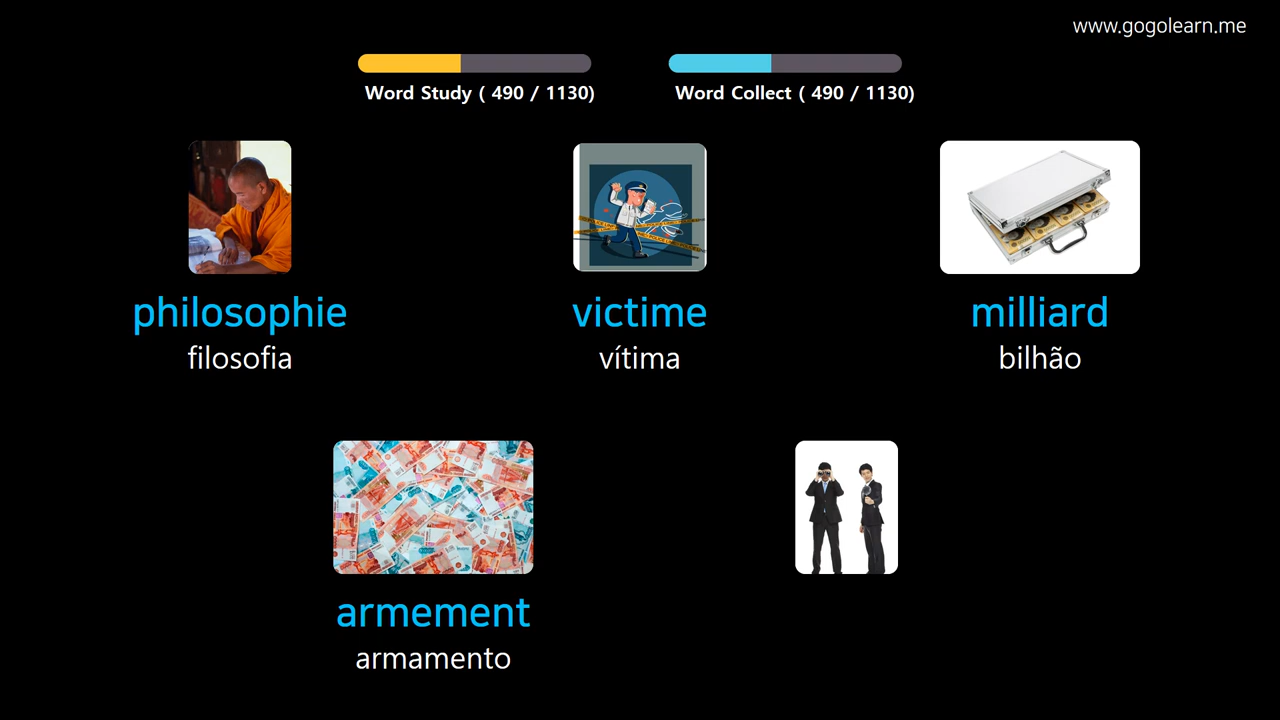 www.gogolearn.me
Word Study ( 490 / 1130)
Word Collect ( 490 / 1130)
philosophie
filosofia
victime
vítima
milliard
bilhão
armement
armamento